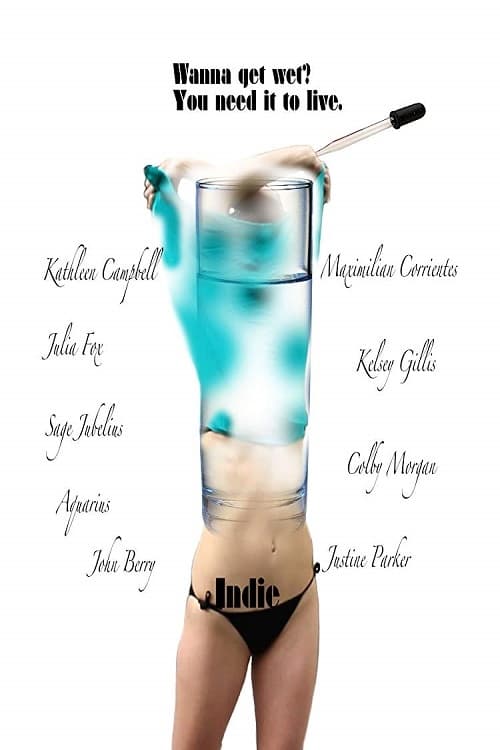 Wanna get wet?
You need it to live.
Kathleen Campbell
Maximilian Corrientes
Julia Fox
Kelsey Gillis
Sage Jubelius
Colby Morgan
Aquarius
John Berry
Justine Parker
Indie